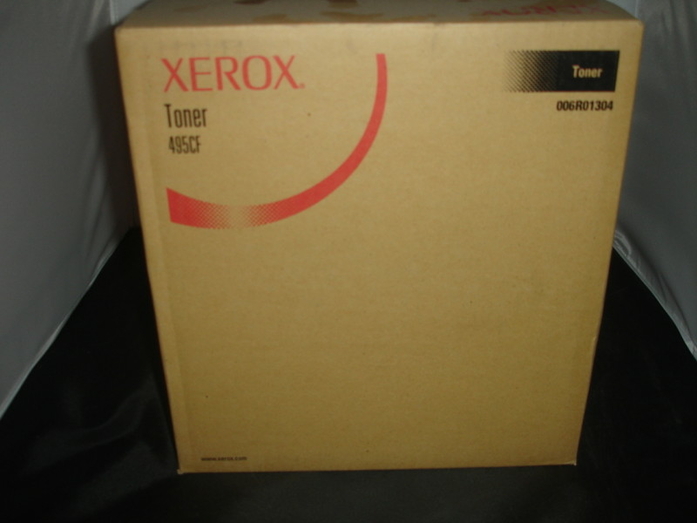 XEROX.
Toner
495CF
Toner
006R01304
www.xerox.com